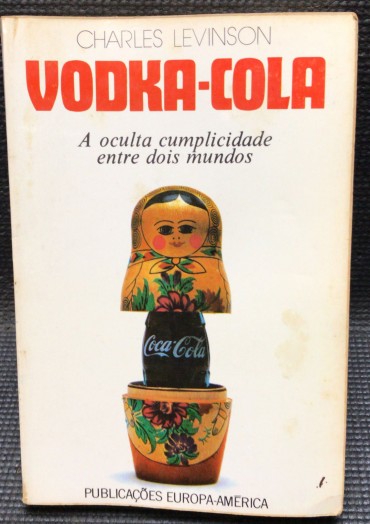 CHARLES LEVINSON
VODKA-COLA
A oculta cumplicidade
entre dois mundos
Coca-Cola
PUBLICAÇÕES EUROPA-AMÉRICA